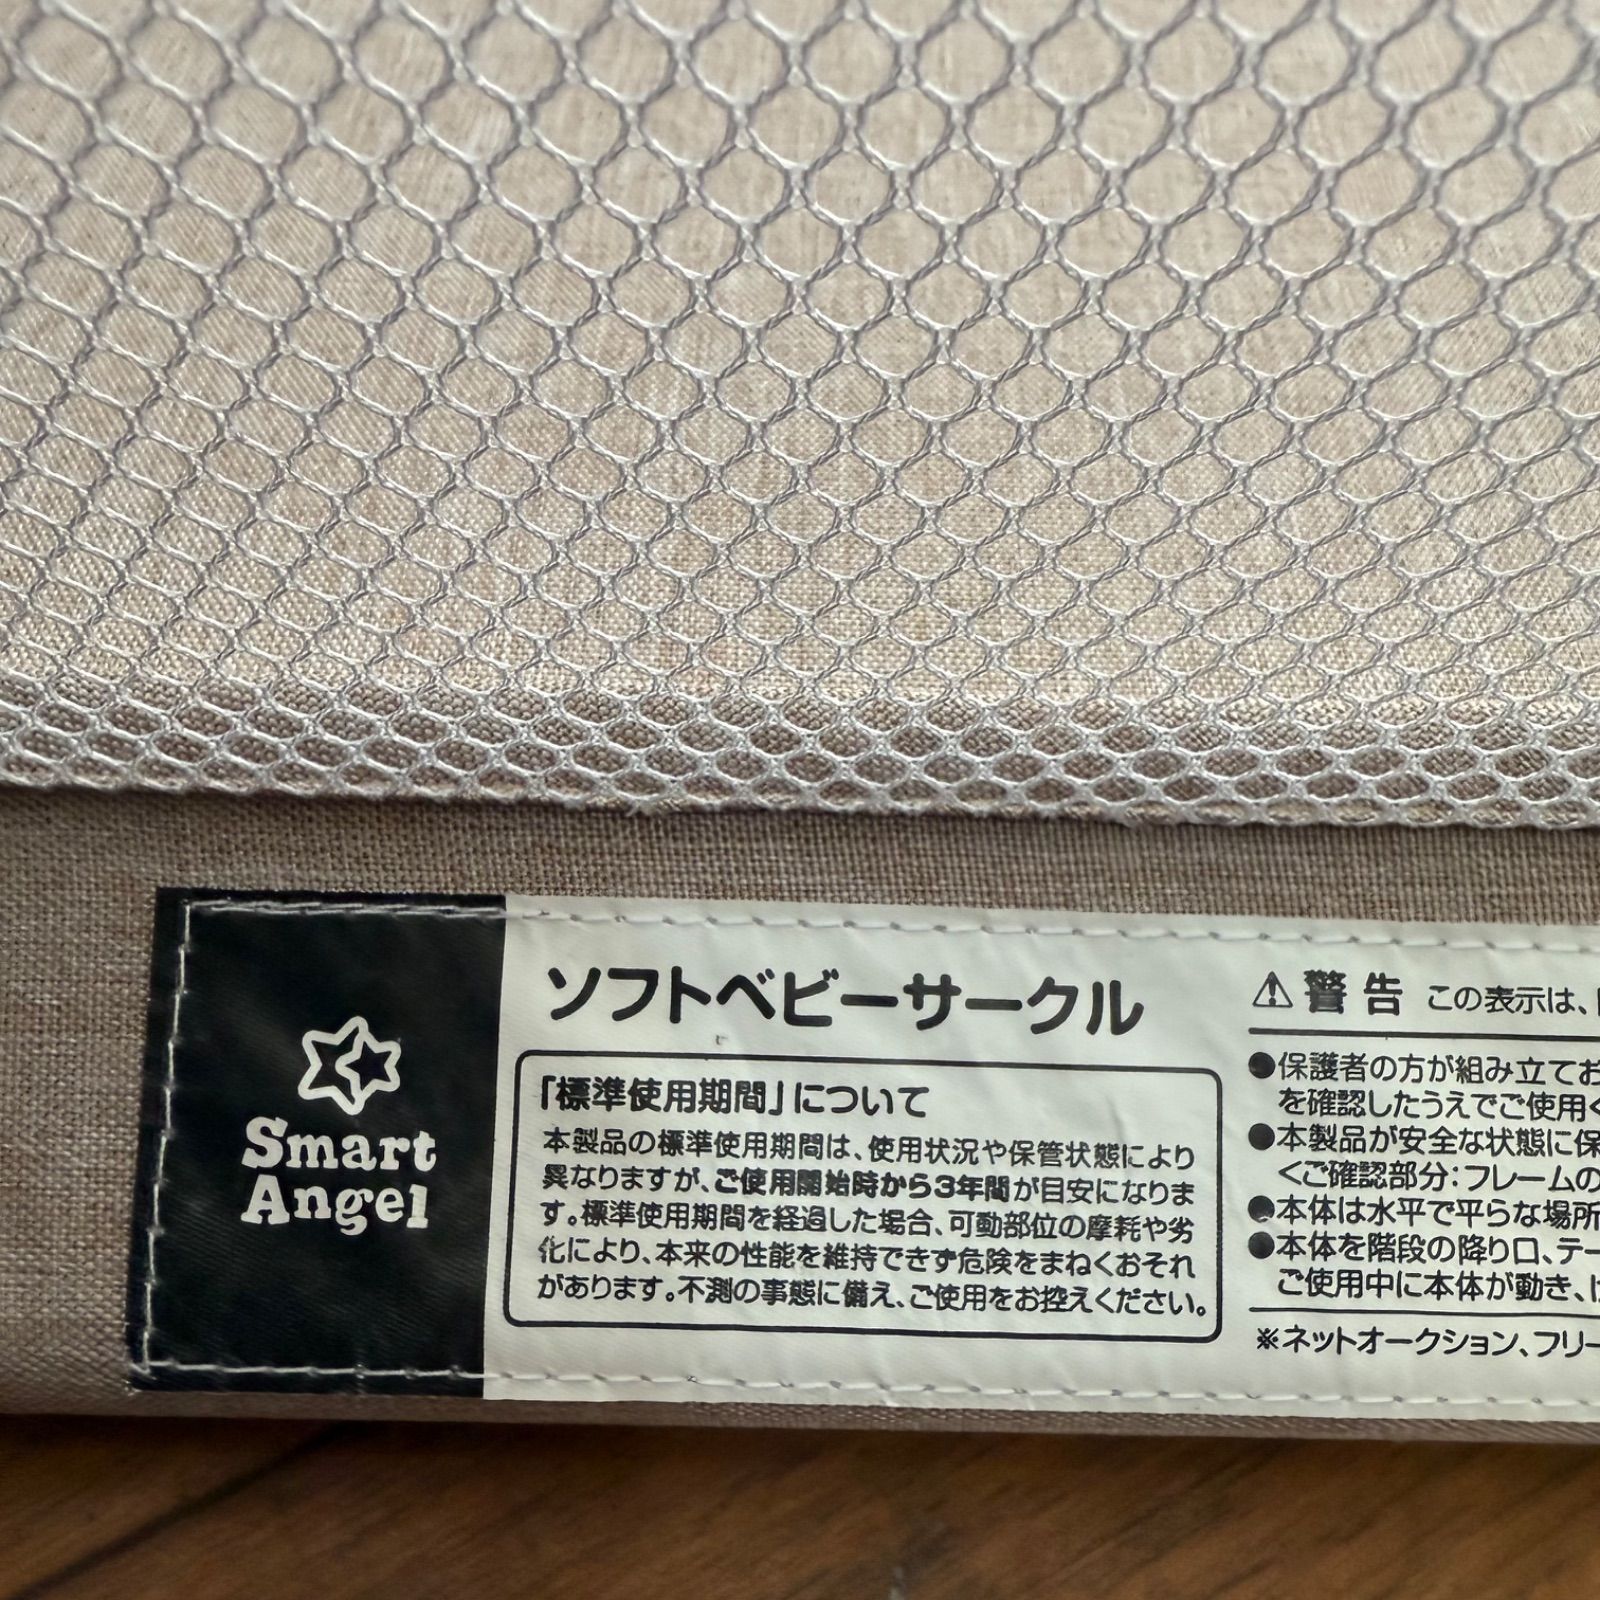 Smart
Angel
ソフトベビーサークル
「標準使用期間」について
本製品の標準使用期間は、使用状況や保管状態により
異なりますが、ご使用開始時から3年間が目安になりま
す。標準使用期間を経過した場合、可動部位の摩耗や劣
化により、本来の性能を維持できず危険をまねくおそれ
があります。不測の事態に備え、ご使用をお控えください。
⚠警告 この表示は、
●保護者の方が組み立てお
を確認したうえでご使用く
●本製品が安全な状態に保
くご確認部分：フレームの
●本体は水平で平らな場所
●本体を階段の降り口、テー
ご使用中に本体が動き、
※ネットオークション、フリー